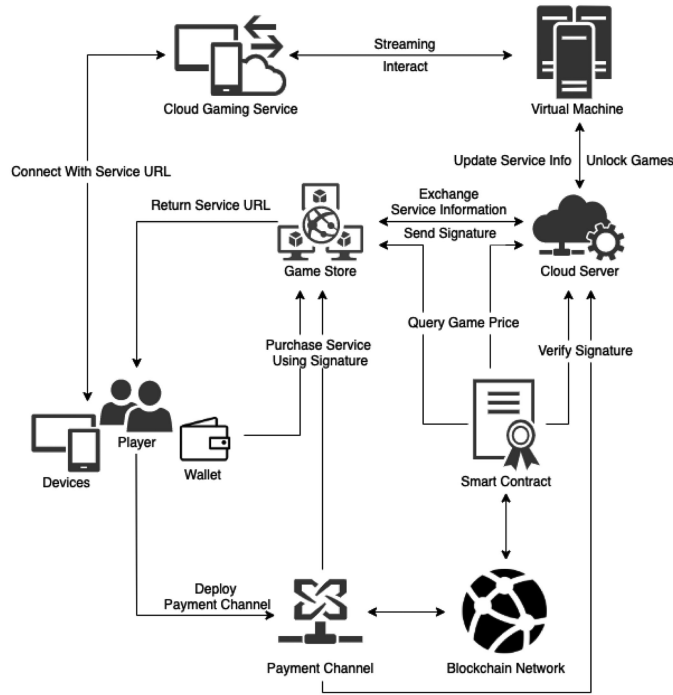 Streaming
Interact
Cloud Gaming Service
Virtual Machine
Connect With Service URL
Update Service Info
Unlock Games
Return Service URL
Exchange
Service Information
Send Signature
Game Store
Cloud Server
Query Game Price
Purchase Service
Using Signature
Verify Signature
Player
Devices
Wallet
Smart Contract
Deploy
Payment Channel
Payment Channel
Blockchain Network